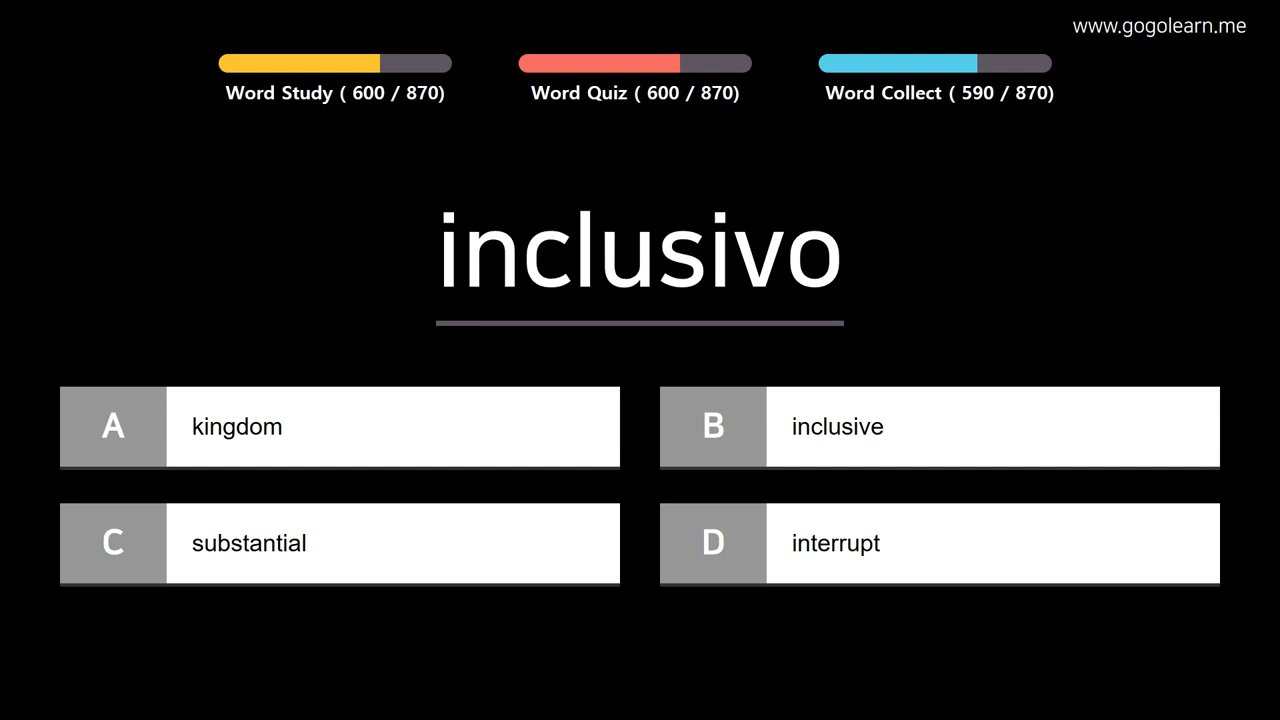 www.gogolearn.me
Word Study ( 600 / 870)
Word Quiz ( 600 / 870)
Word Collect ( 590 / 870)
inclusivo
A kingdom
B inclusive
C substantial
D interrupt